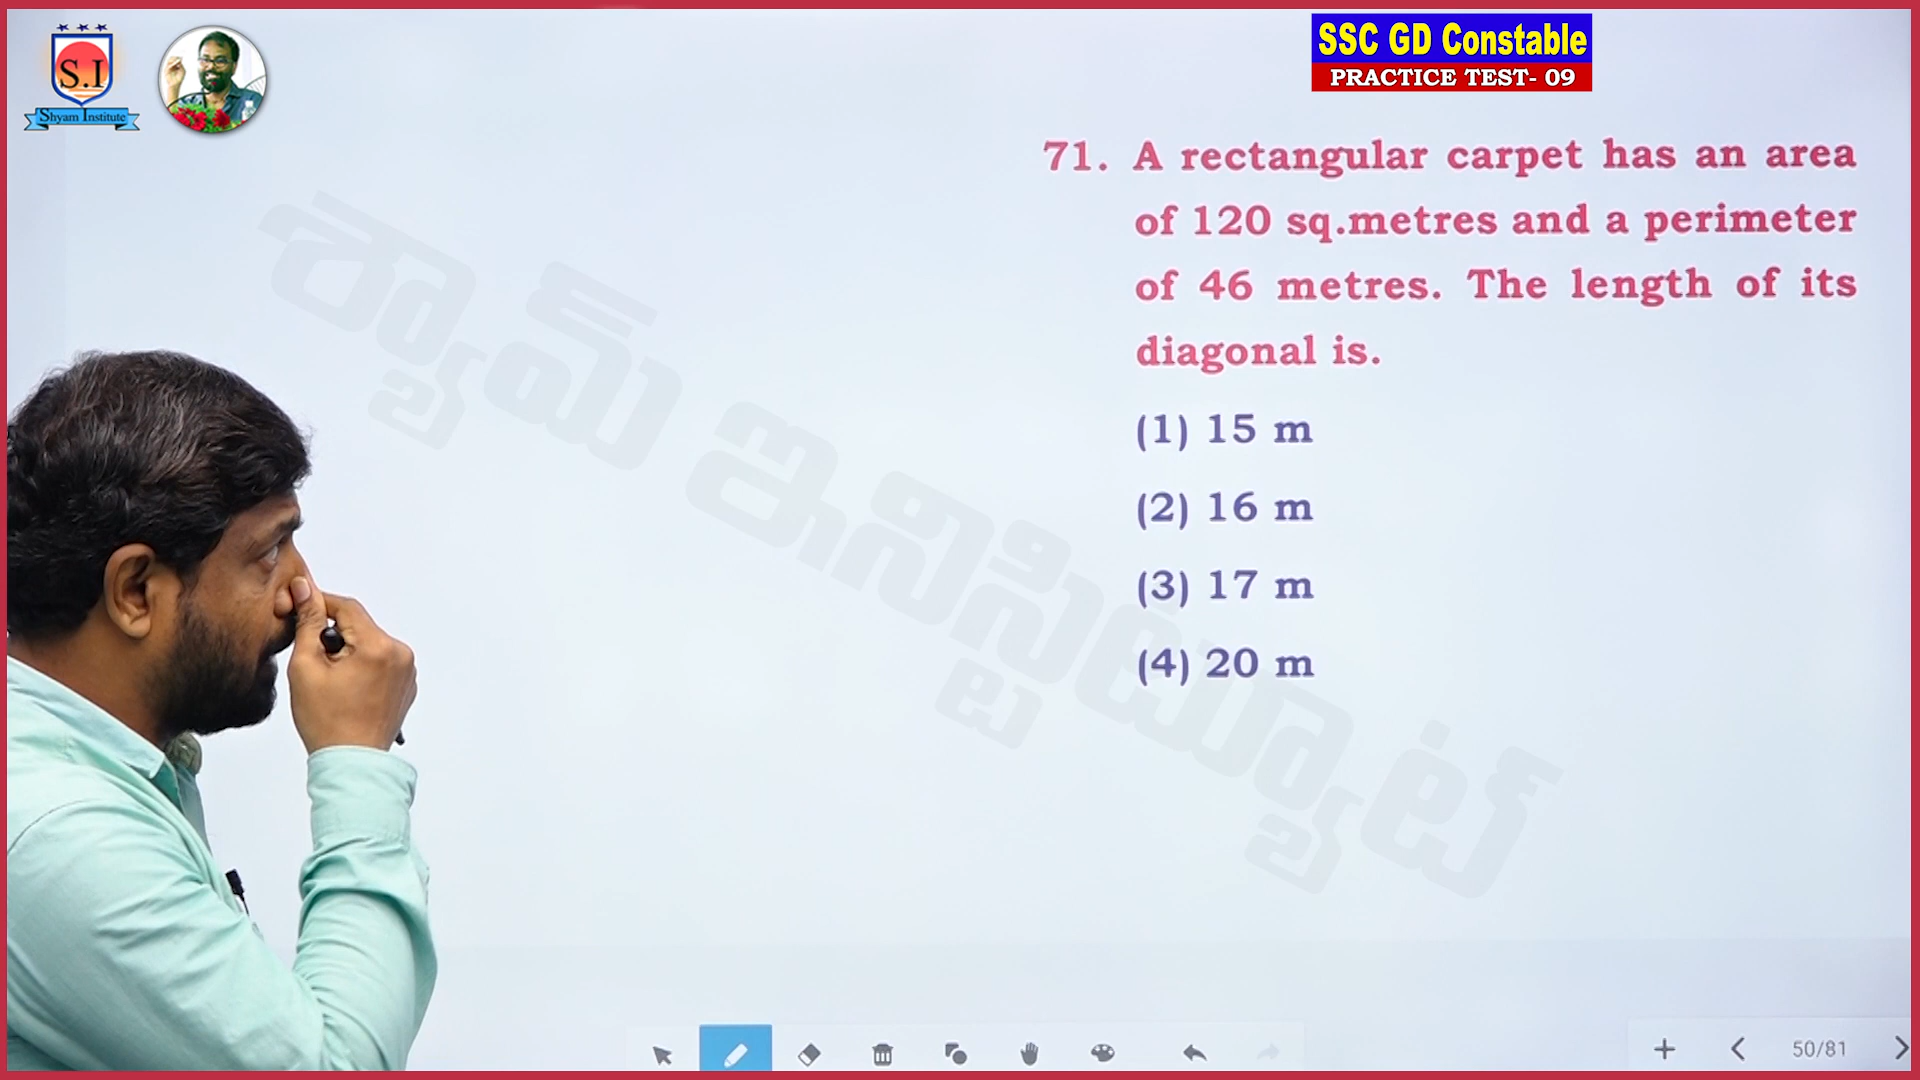 S.I
Shyam Institute
SSC GD Constable
PRACTICE TEST- 09
71. A rectangular carpet has an area
of 120 sq.metres and a perimeter
of 46 metres. The length of its
diagonal is.
(1) 15 m
(2) 16 m
(3) 17 m
(4) 20 m
శ్యామ్ ఇన్‌స్టిట్యూట్
50/81